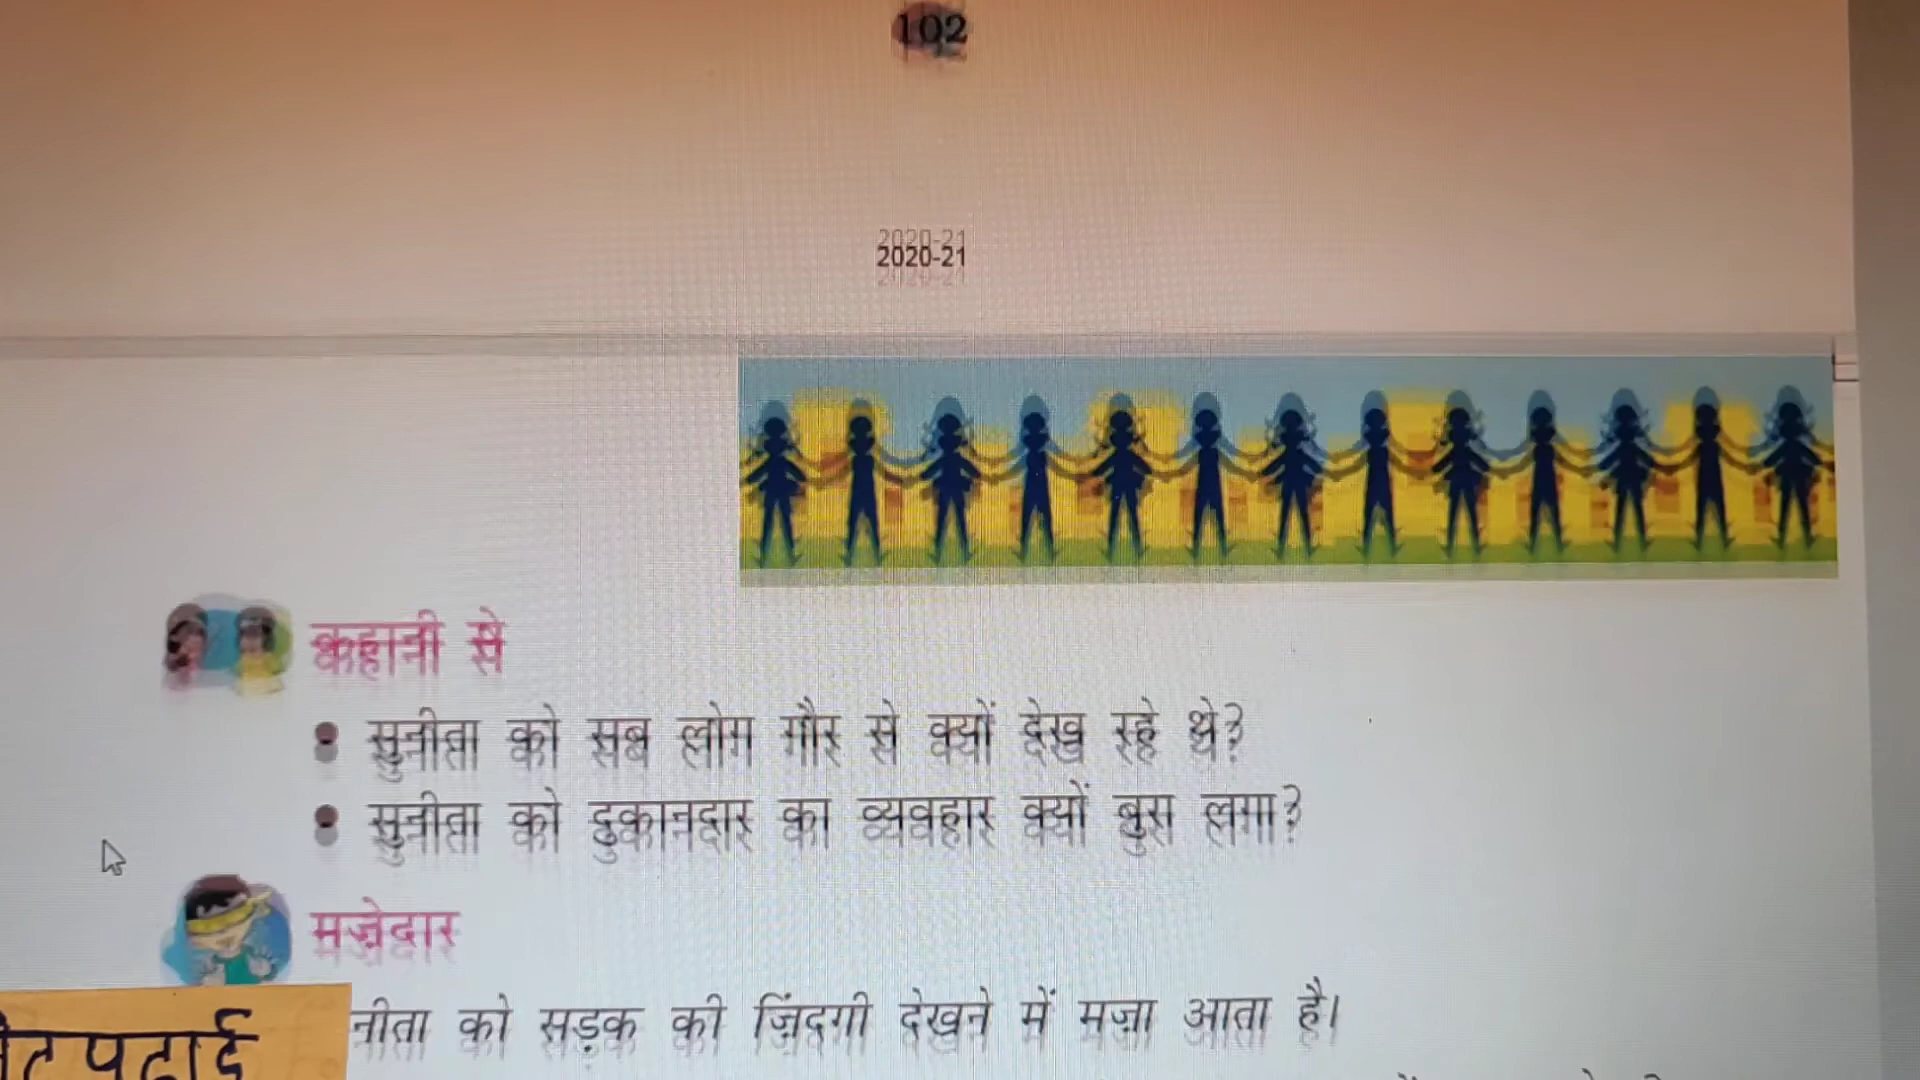 102
2020-21
कहानी से
• सुनीता को सब लोग गौर से क्यों देख रहे थे?
• सुनीता को दुकानदार का व्यवहार क्यों बुरा लगा?
मज़ेदार
नीता को सड़क की ज़िंदगी देखने में मज़ा आता है।